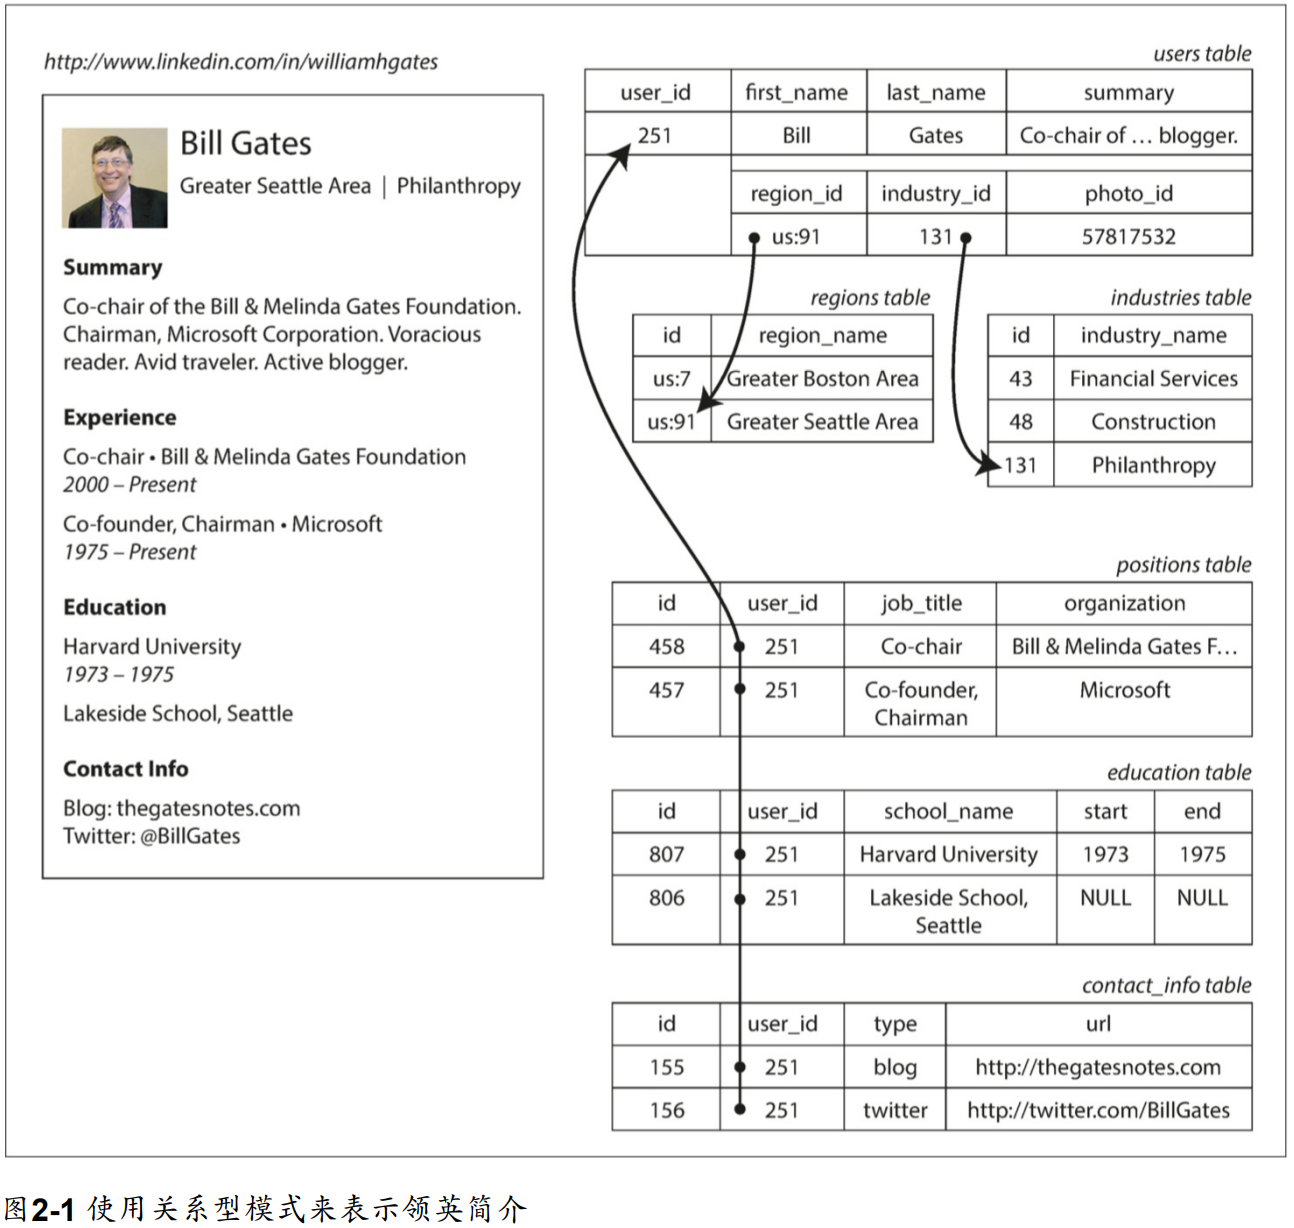 http://www.linkedin.com/in/williamhgates
Bill Gates
Greater Seattle Area | Philanthropy
Summary
Co-chair of the Bill & Melinda Gates Foundation.
Chairman, Microsoft Corporation. Voracious
reader. Avid traveler. Active blogger.
Experience
Co-chair • Bill & Melinda Gates Foundation
2000 – Present
Co-founder, Chairman • Microsoft
1975 – Present
Education
Harvard University
1973 – 1975
Lakeside School, Seattle
Contact Info
Blog: thegatesnotes.com
Twitter: @BillGates
users table
user_id first_name last_name summary
251 Bill Gates Co-chair of … blogger.
region_id industry_id photo_id
us:91 131 57817532
regions table
id region_name
us:7 Greater Boston Area
us:91 Greater Seattle Area
industries table
id industry_name
43 Financial Services
48 Construction
131 Philanthropy
positions table
id user_id job_title organization
458 251 Co-chair Bill & Melinda Gates F…
457 251 Co-founder, Microsoft
Chairman
education table
id user_id school_name start end
807 251 Harvard University 1973 1975
806 251 Lakeside School, NULL NULL
Seattle
contact_info table
id user_id type url
155 251 blog http://thegatesnotes.com
156 251 twitter http://twitter.com/BillGates
图2-1 使用关系型模式来表示领英简介